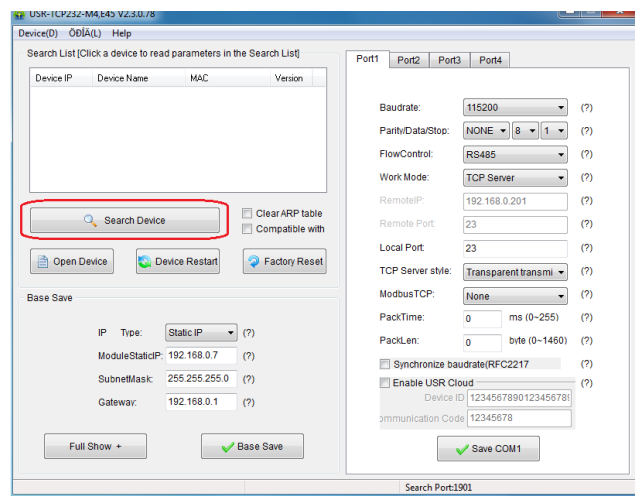 USR-TCP232-M4,E45 V2.3.0.78
Device(D) ÖÐÎÄ(L) Help
Search List [Click a device to read parameters in the Search List]
Device IP Device Name MAC Version
Search Device
Clear ARP table
Compatible with
Open Device Device Restart Factory Reset
Base Save
IP Type: Static IP (?)
ModuleStaticIP: 192.168.0.7 (?)
SubnetMask: 255.255.255.0 (?)
Gateway: 192.168.0.1 (?)
Full Show + Base Save
Port1 Port2 Port3 Port4
Baudrate: 115200 (?)
Parity/Data/Stop: NONE 8 1 (?)
FlowControl: RS485 (?)
Work Mode: TCP Server (?)
RemoteIP: 192.168.0.201 (?)
Remote Port: 23 (?)
Local Port: 23 (?)
TCP Server style: Transparent transmi (?)
ModbusTCP: None (?)
PackTime: 0 ms (0~255) (?)
PackLen: 0 byte (0~1460) (?)
Synchronize baudrate(RFC2217 (?)
Enable USR Cloud (?)
Device ID 1234567890123456789
ommunication Code 12345678
Save COM1
Search Port:1901